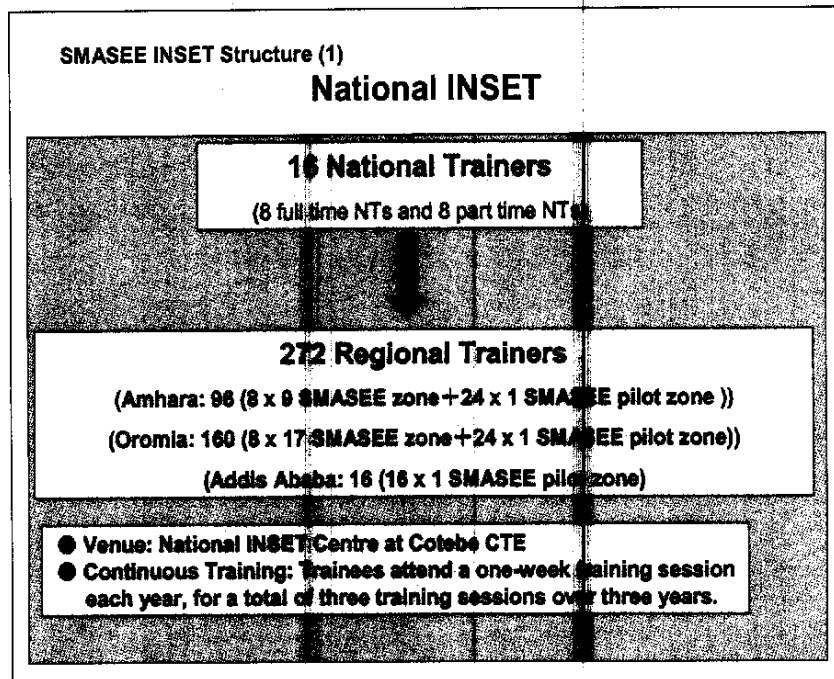 SMASEE INSET Structure (1)
National INSET
16 National Trainers
(8 full time NTs and 8 part time NTs)
272 Regional Trainers
(Amhara: 96 (8 x 9 SMASEE zone+24 x 1 SMASEE pilot zone ))
(Oromia: 160 (8 x 17 SMASEE zone+24 x 1 SMASEE pilot zone))
(Addis Ababa: 16 (16 x 1 SMASEE pilot zone)
● Venue: National INSET Centre at Cotebe CTE
● Continuous Training: Trainees attend a one-week training session
each year, for a total of three training sessions over three years.